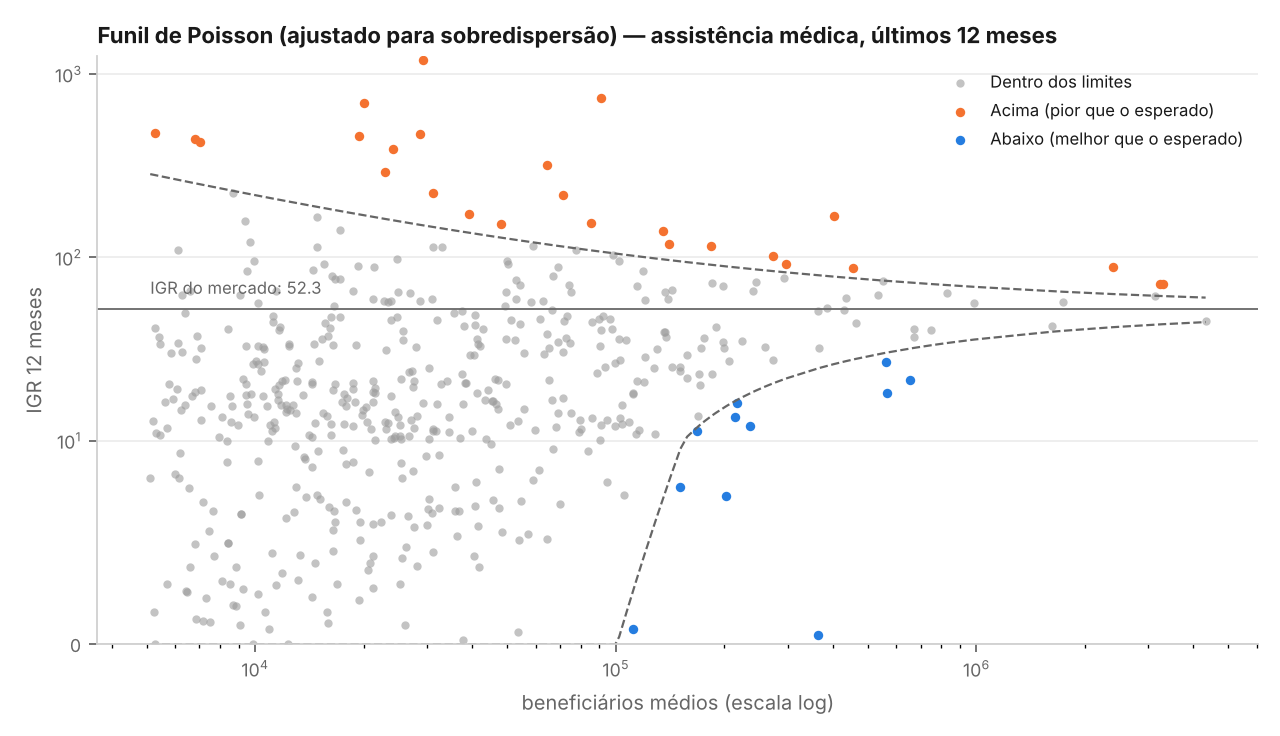 Funil de Poisson (ajustado para sobredispersão) — assistência médica, últimos 12 meses
10³
Dentro dos limites
Acima (pior que o esperado)
Abaixo (melhor que o esperado)
10²
IGR do mercado: 52.3
IGR 12 meses
10¹
0
10⁴
10⁵
10⁶
beneficiários médios (escala log)